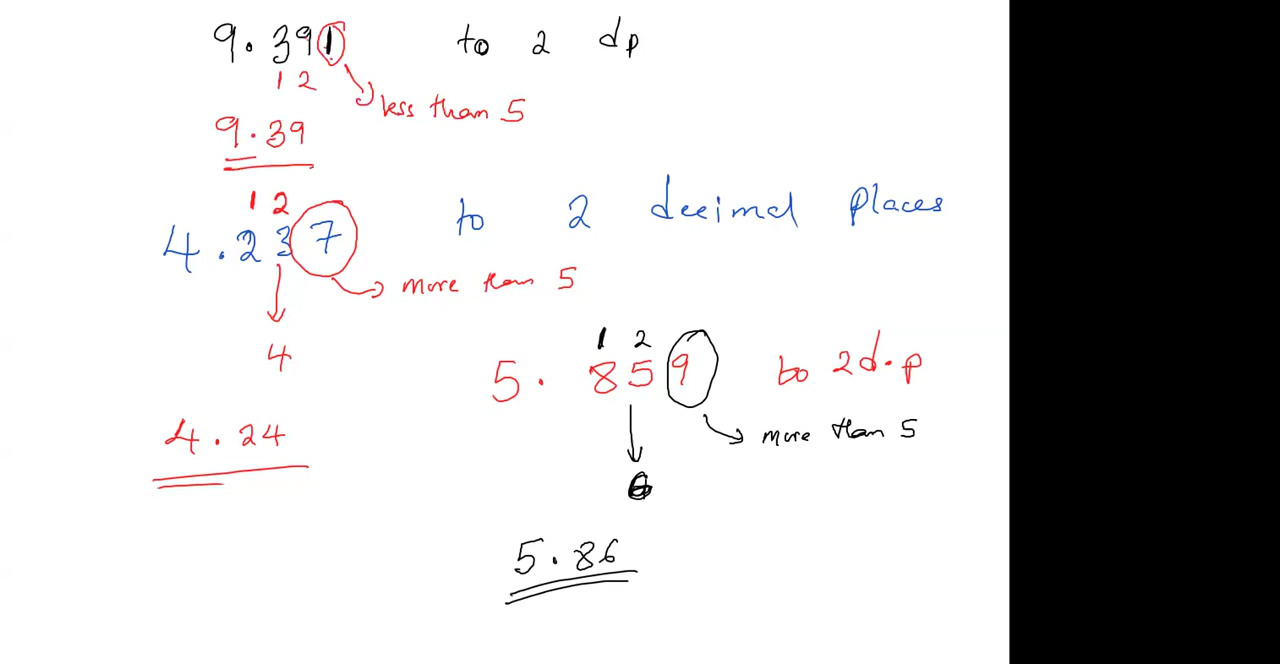 9.391 to 2 dp
1 2
less than 5
9.39
1 2
4.237 to 2 decimal places
more than 5
4
4.24
1 2
5.859 to 2d.p
more than 5
5.86